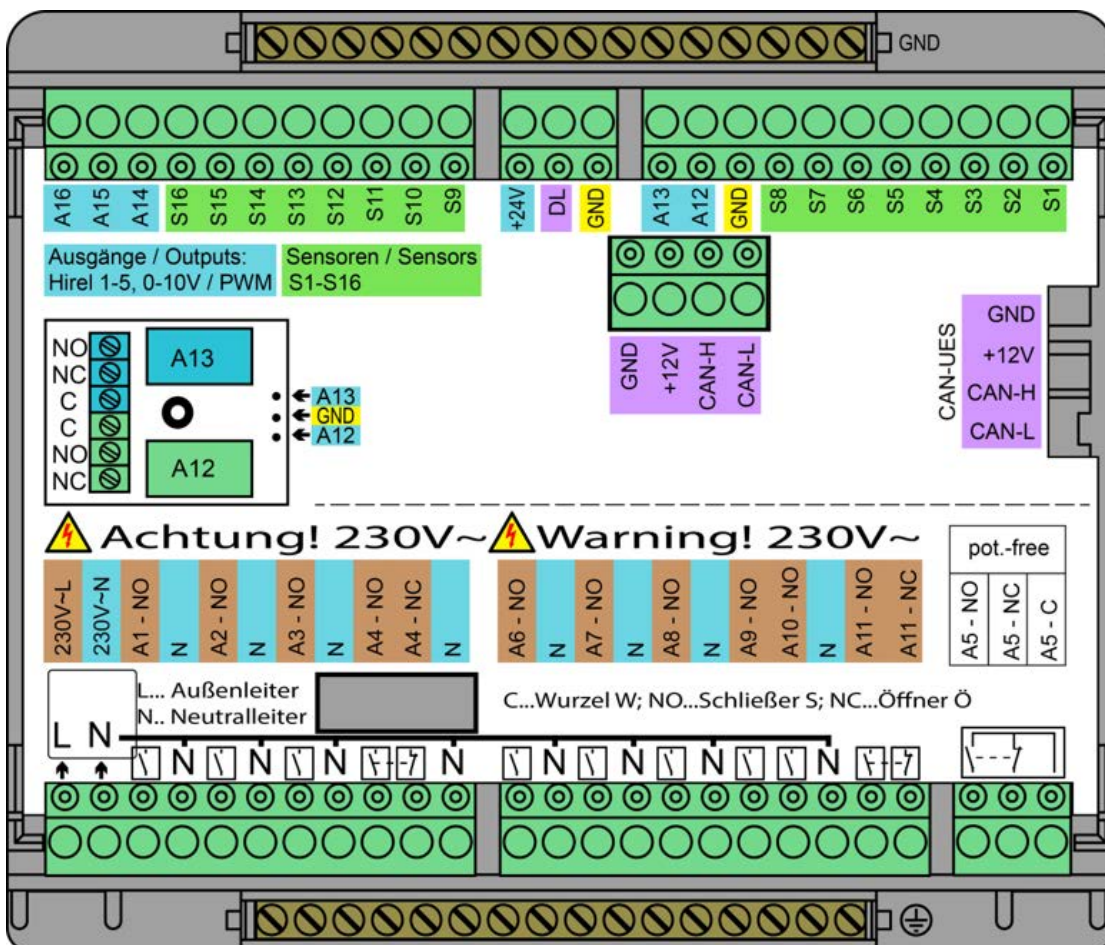 GND
A16 A15 A14 S16 S15 S14 S13 S12 S11 S10 S9 +24V DL GND A13 A12 GND S8 S7 S6 S5 S4 S3 S2 S1
Ausgänge / Outputs:
Hirel 1-5, 0-10V / PWM
Sensoren / Sensors
S1-S16
GND +12V CAN-H CAN-L
CAN-UES
GND
+12V
CAN-H
CAN-L
NO
NC
C
C
NO
NC
A13
A12
A13
GND
A12
Achtung! 230V~
Warning! 230V~
pot.-free
230V~L 230V~N A1 - NO N A2 - NO N A3 - NO N A4 - NO A4 - NC N A6 - NO N A7 - NO N A8 - NO N A9 - NO A10 - NO N A11 - NO A11 - NC A5 - NO A5 - NC A5 - C
L... Außenleiter
N.. Neutralleiter
C...Wurzel W; NO...Schließer S; NC...Öffner Ö
L N N N N N N N N N